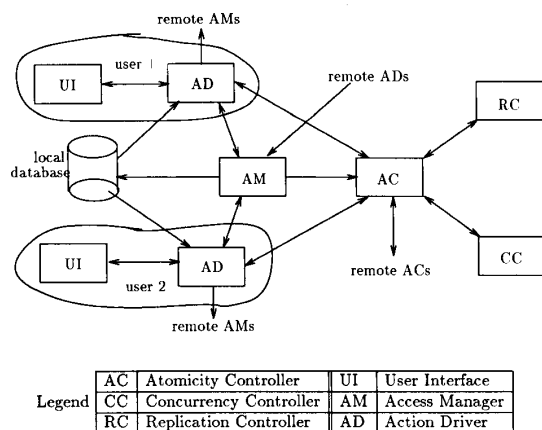 remote AMs
user 1
UI
AD
remote ADs
RC
local
database
AM
AC
UI
AD
user 2
remote ACs
CC
remote AMs
Legend
AC Atomicity Controller UI User Interface
CC Concurrency Controller AM Access Manager
RC Replication Controller AD Action Driver